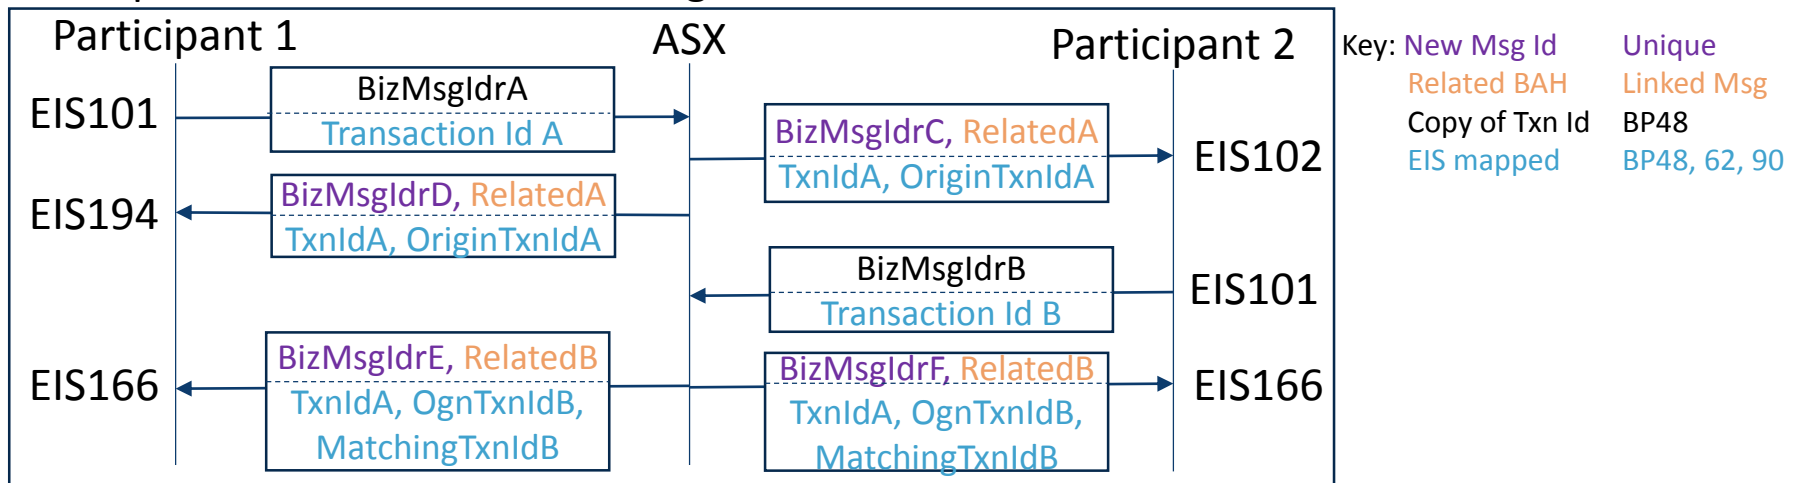 Participant 1
ASX
Participant 2
Key: New Msg Id Unique
Related BAH Linked Msg
Copy of Txn Id BP48
EIS mapped BP48, 62, 90
EIS101
BizMsgIdrA
Transaction Id A
BizMsgIdrC, RelatedA
TxnIdA, OriginTxnIdA
EIS102
EIS194
BizMsgIdrD, RelatedA
TxnIdA, OriginTxnIdA
BizMsgIdrB
Transaction Id B
EIS101
EIS166
BizMsgIdrE, RelatedB
TxnIdA, OgnTxnIdB,
MatchingTxnIdB
BizMsgIdrF, RelatedB
TxnIdA, OgnTxnIdB,
MatchingTxnIdB
EIS166